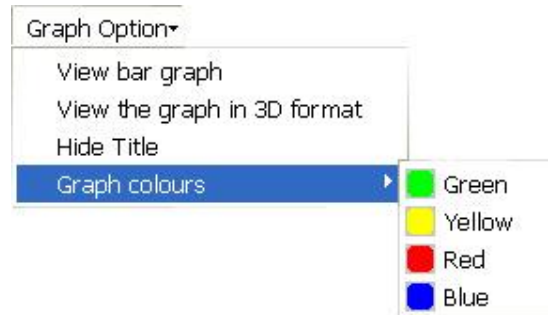 Graph Option
View bar graph
View the graph in 3D format
Hide Title
Graph colours
Green
Yellow
Red
Blue